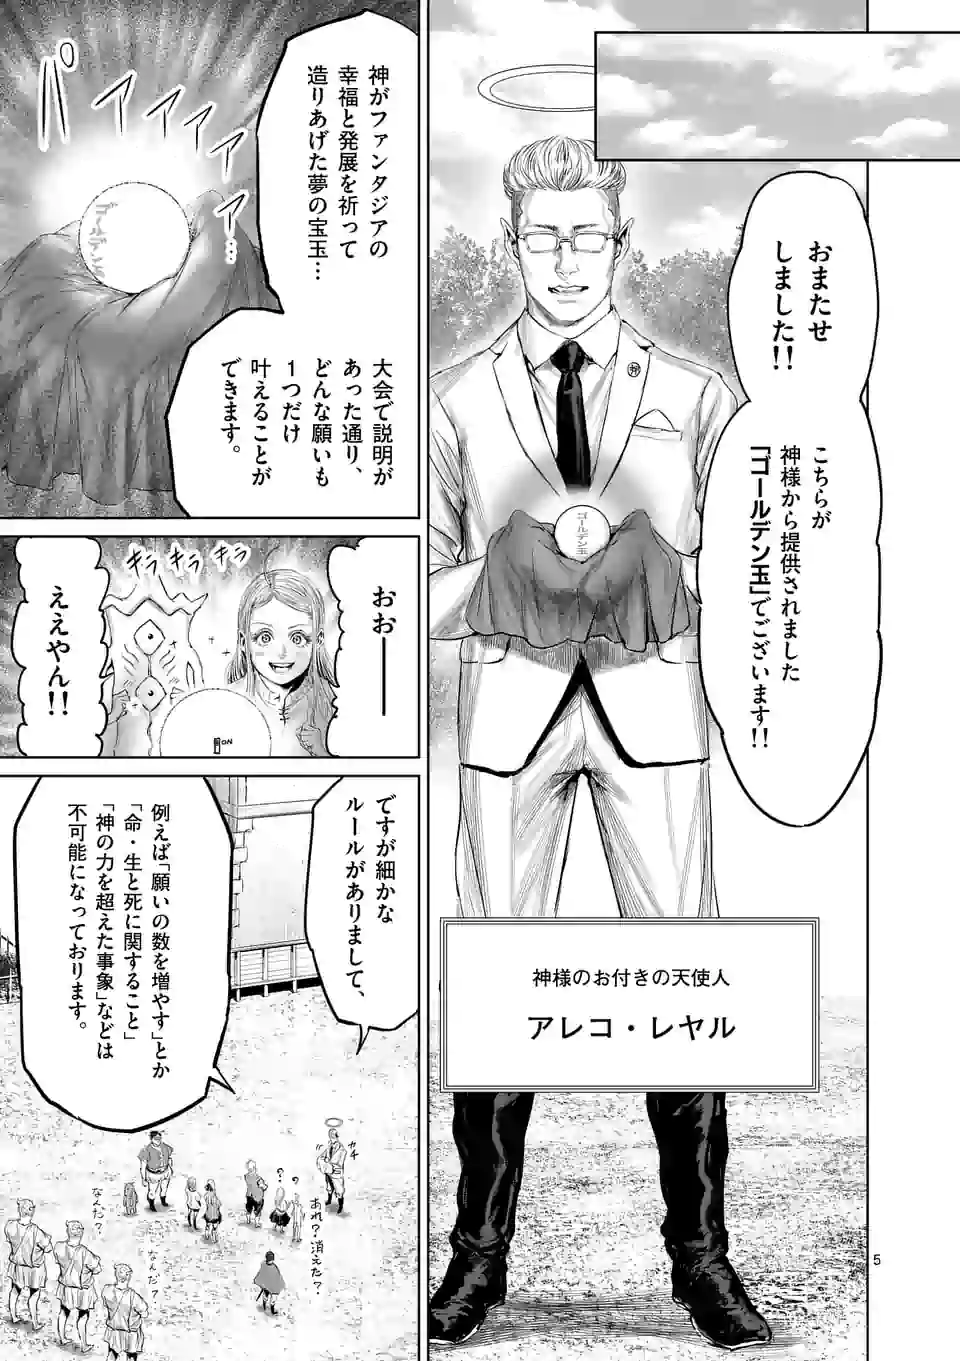 おまたせ
しました!!
こちらが
神様から提供されました
『ゴールデン玉』でございます!!
ゴールデン玉
神様のお付きの天使人
アレコ・レヤル
神がファンタジアの
幸福と発展を祈って
造りあげた夢の宝玉…
パアアアアア…
ゴールデン
大会で説明が
あった通り、
どんな願いも
1つだけ
叶えることが
できます。
おお――
キラキラキラ
ON
ええやん!!
ですが細かな
ルールがありまして、
例えば「願いの数を増やす」とか
「命・生と死に関すること」
「神の力を超えた事象」などは
不可能になっております。
カチ
?
?
あれ?消えた?
なんだ?
なんだ?
5